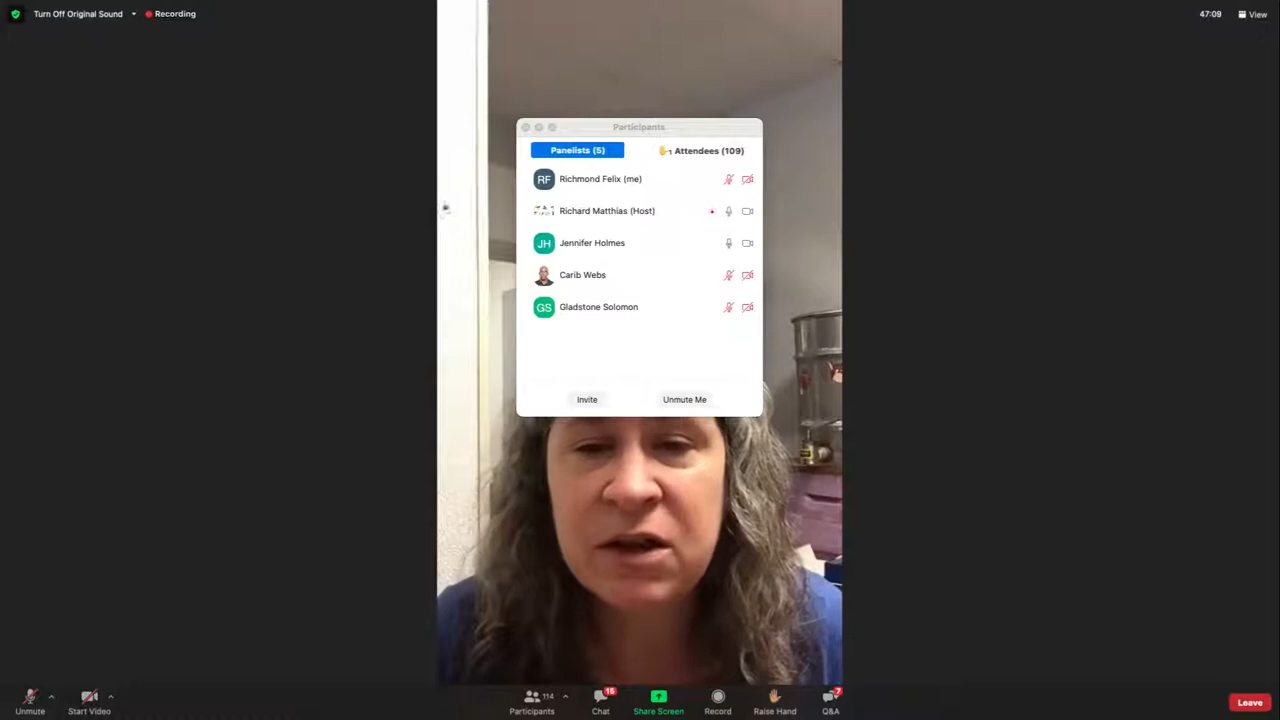 Turn Off Original Sound
Recording
47:09
View
Participants
Panelists (5)
1 Attendees (109)
RF
Richmond Felix (me)
Richard Matthias (Host)
JH
Jennifer Holmes
Carib Webs
GS
Gladstone Solomon
Invite
Unmute Me
Unmute
Start Video
114
Participants
15
Chat
Share Screen
Record
Raise Hand
7
Q&A
Leave